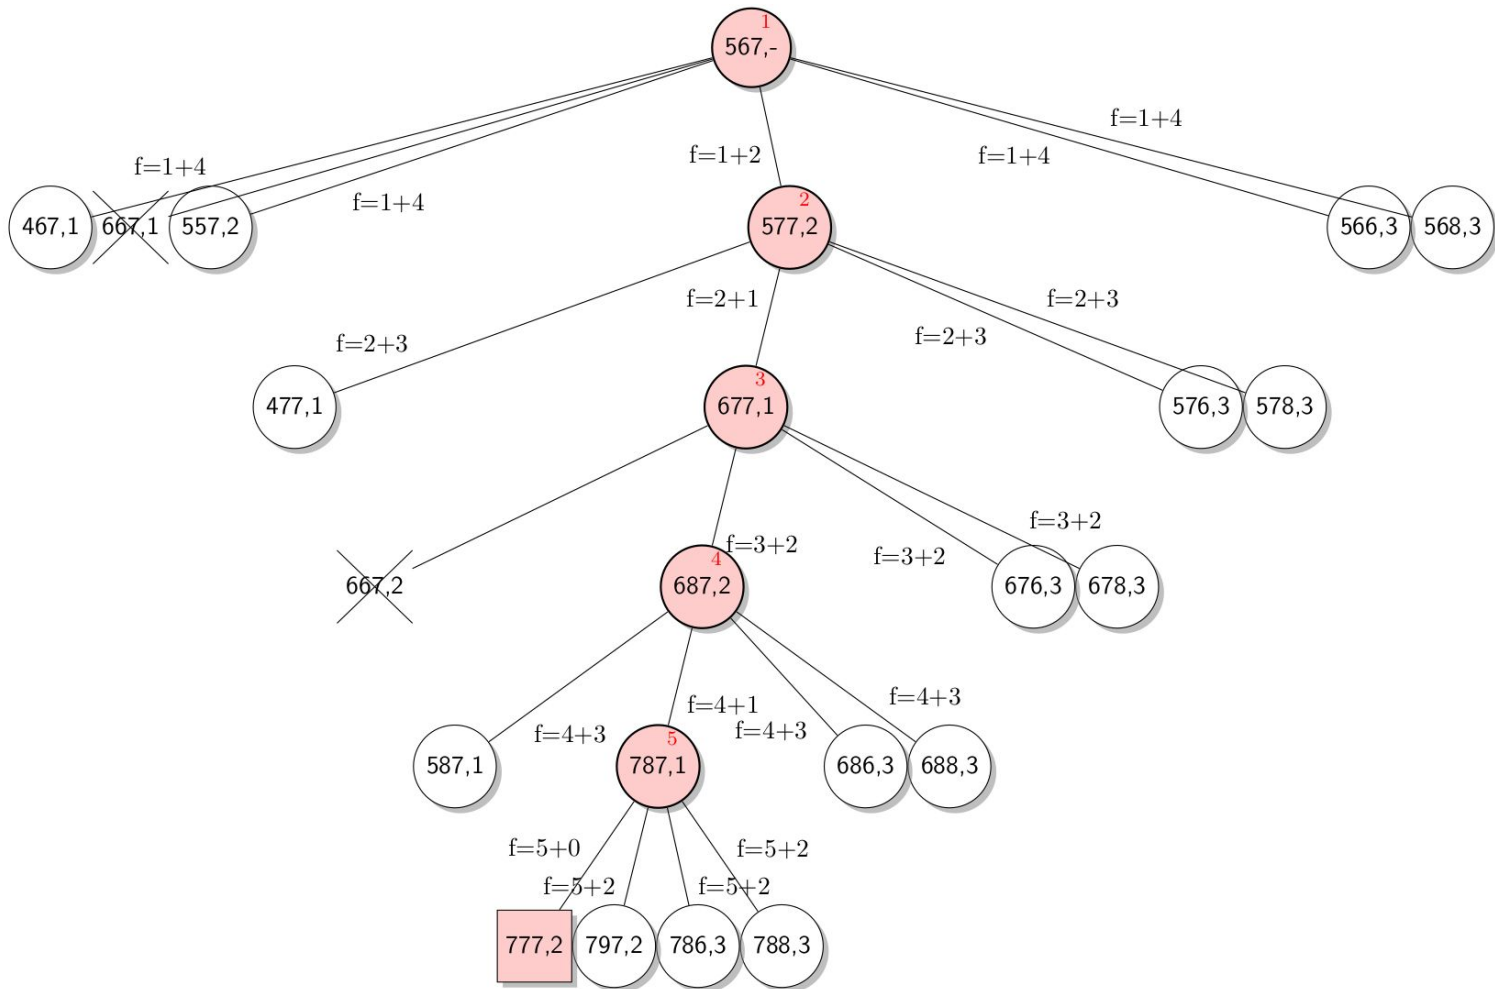 1
567,-
f=1+4
f=1+4
f=1+2
f=1+4
f=1+4
467,1
667,1
557,2
2
577,2
566,3
568,3
f=2+3
f=2+1
f=2+3
f=2+3
477,1
3
677,1
576,3
578,3
f=3+2
f=3+2
f=3+2
667,2
4
687,2
676,3
678,3
f=4+3
f=4+1
f=4+3
f=4+3
587,1
5
787,1
686,3
688,3
f=5+0
f=5+2
f=5+2
f=5+2
777,2
797,2
786,3
788,3